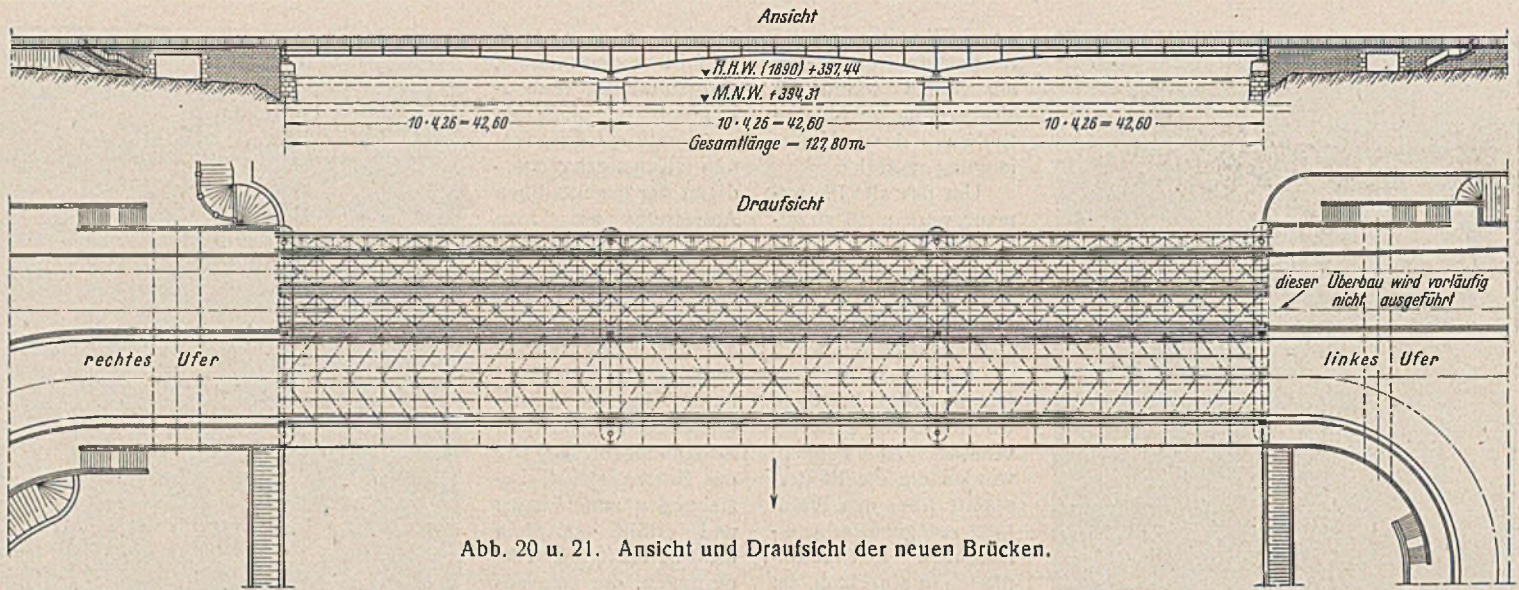 Ansicht
H.H.W. (1890) +397,44
M.N.W. +394,31
10·4,26=42,60 10·4,26=42,60 10·4,26=42,60
Gesamtlänge = 127,80m
Draufsicht
dieser Überbau wird vorläufig
nicht ausgeführt
rechtes Ufer
linkes Ufer
Abb. 20 u. 21. Ansicht und Draufsicht der neuen Brücken.